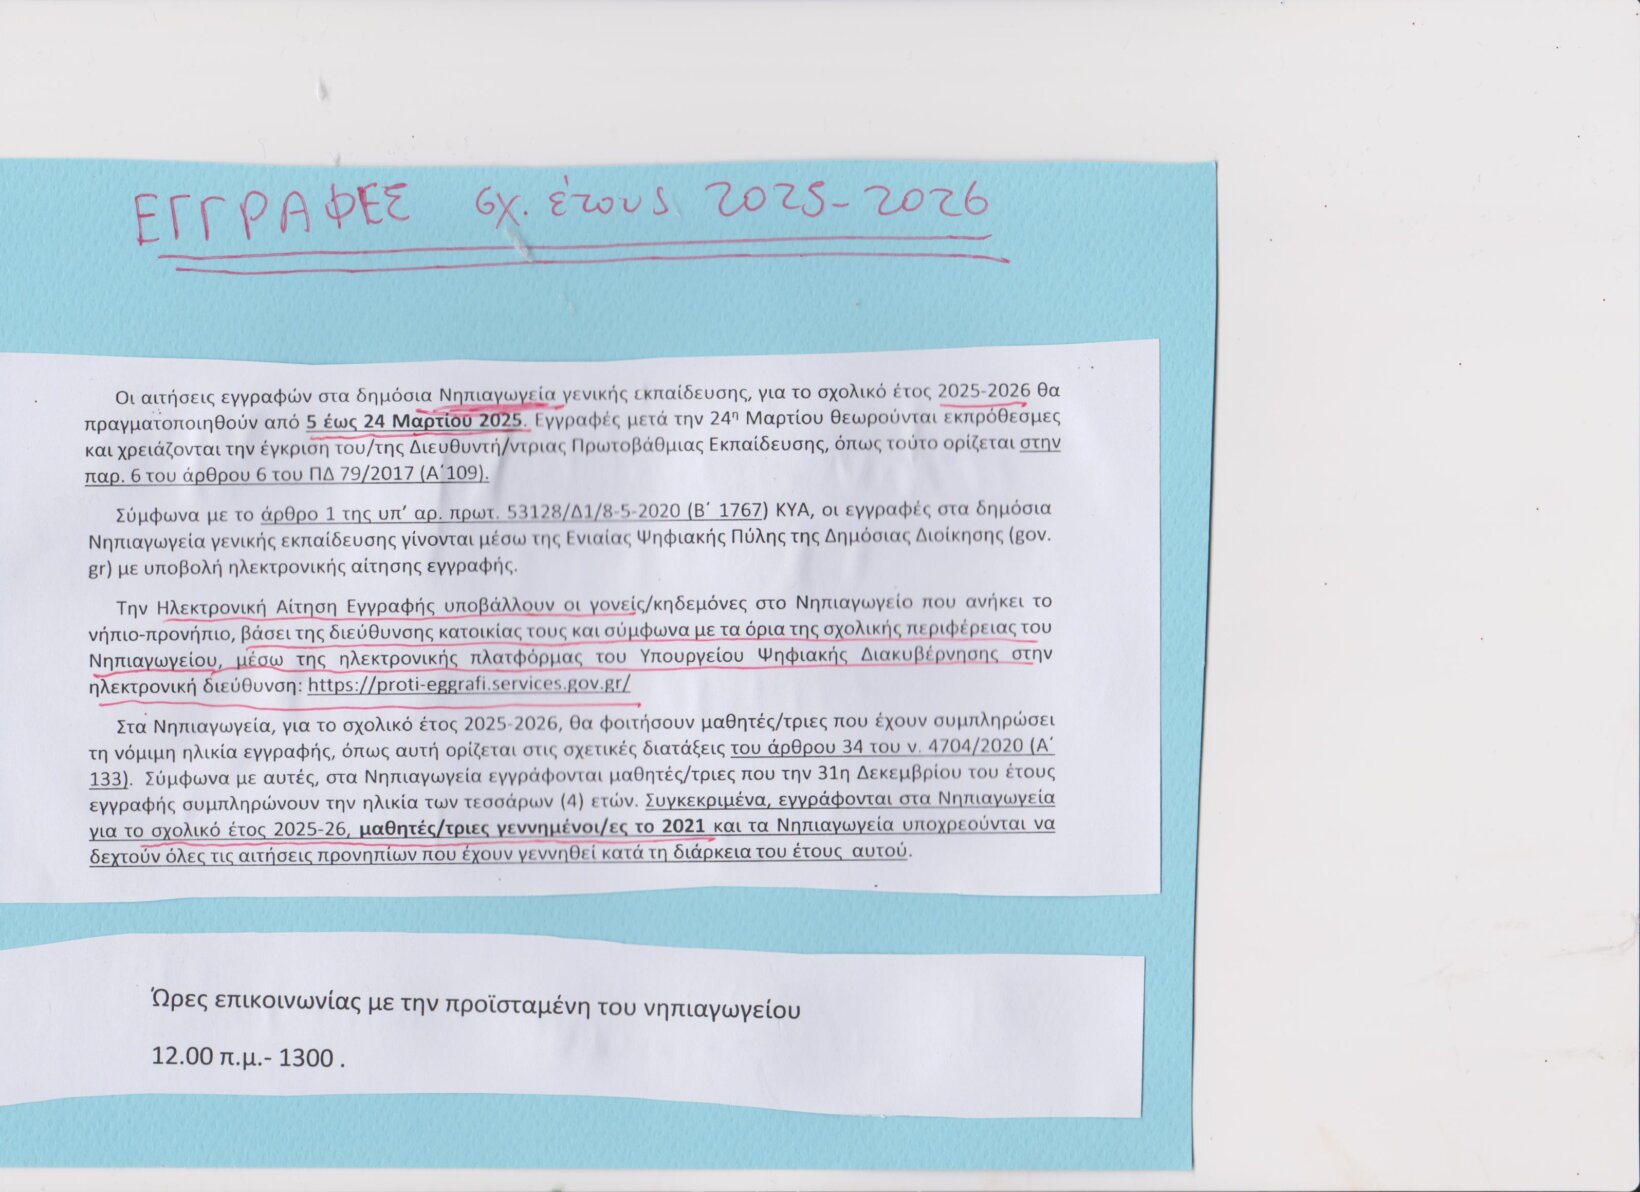 ΕΓΓΡΑΦΕΣ σχ. έτους 2025-2026
Οι αιτήσεις εγγραφών στα δημόσια Νηπιαγωγεία γενικής εκπαίδευσης, για το σχολικό έτος 2025-2026 θα
πραγματοποιηθούν από 5 έως 24 Μαρτίου 2025. Εγγραφές μετά την 24η Μαρτίου θεωρούνται εκπρόθεσμες
και χρειάζονται την έγκριση του/της Διευθυντή/ντριας Πρωτοβάθμιας Εκπαίδευσης, όπως τούτο ορίζεται στην
παρ. 6 του άρθρου 6 του ΠΔ 79/2017 (Α΄109).
Σύμφωνα με το άρθρο 1 της υπ’ αρ. πρωτ. 53128/Δ1/8-5-2020 (Β΄ 1767) ΚΥΑ, οι εγγραφές στα δημόσια
Νηπιαγωγεία γενικής εκπαίδευσης γίνονται μέσω της Ενιαίας Ψηφιακής Πύλης της Δημόσιας Διοίκησης (gov.
gr) με υποβολή ηλεκτρονικής αίτησης εγγραφής.
Την Ηλεκτρονική Αίτηση Εγγραφής υποβάλλουν οι γονείς/κηδεμόνες στο Νηπιαγωγείο που ανήκει το
νήπιο-προνήπιο, βάσει της διεύθυνσης κατοικίας τους και σύμφωνα με τα όρια της σχολικής περιφέρειας του
Νηπιαγωγείου, μέσω της ηλεκτρονικής πλατφόρμας του Υπουργείου Ψηφιακής Διακυβέρνησης στην
ηλεκτρονική διεύθυνση: https://proti-eggrafi.services.gov.gr/
Στα Νηπιαγωγεία, για το σχολικό έτος 2025-2026, θα φοιτήσουν μαθητές/τριες που έχουν συμπληρώσει
τη νόμιμη ηλικία εγγραφής, όπως αυτή ορίζεται στις σχετικές διατάξεις του άρθρου 34 του ν. 4704/2020 (Α΄
133). Σύμφωνα με αυτές, στα Νηπιαγωγεία εγγράφονται μαθητές/τριες που την 31η Δεκεμβρίου του έτους
εγγραφής συμπληρώνουν την ηλικία των τεσσάρων (4) ετών. Συγκεκριμένα, εγγράφονται στα Νηπιαγωγεία
για το σχολικό έτος 2025-26, μαθητές/τριες γεννημένοι/ες το 2021 και τα Νηπιαγωγεία υποχρεούνται να
δεχτούν όλες τις αιτήσεις προνηπίων που έχουν γεννηθεί κατά τη διάρκεια του έτους αυτού.
Ώρες επικοινωνίας με την προϊσταμένη του νηπιαγωγείου
12.00 π.μ.- 1300 .